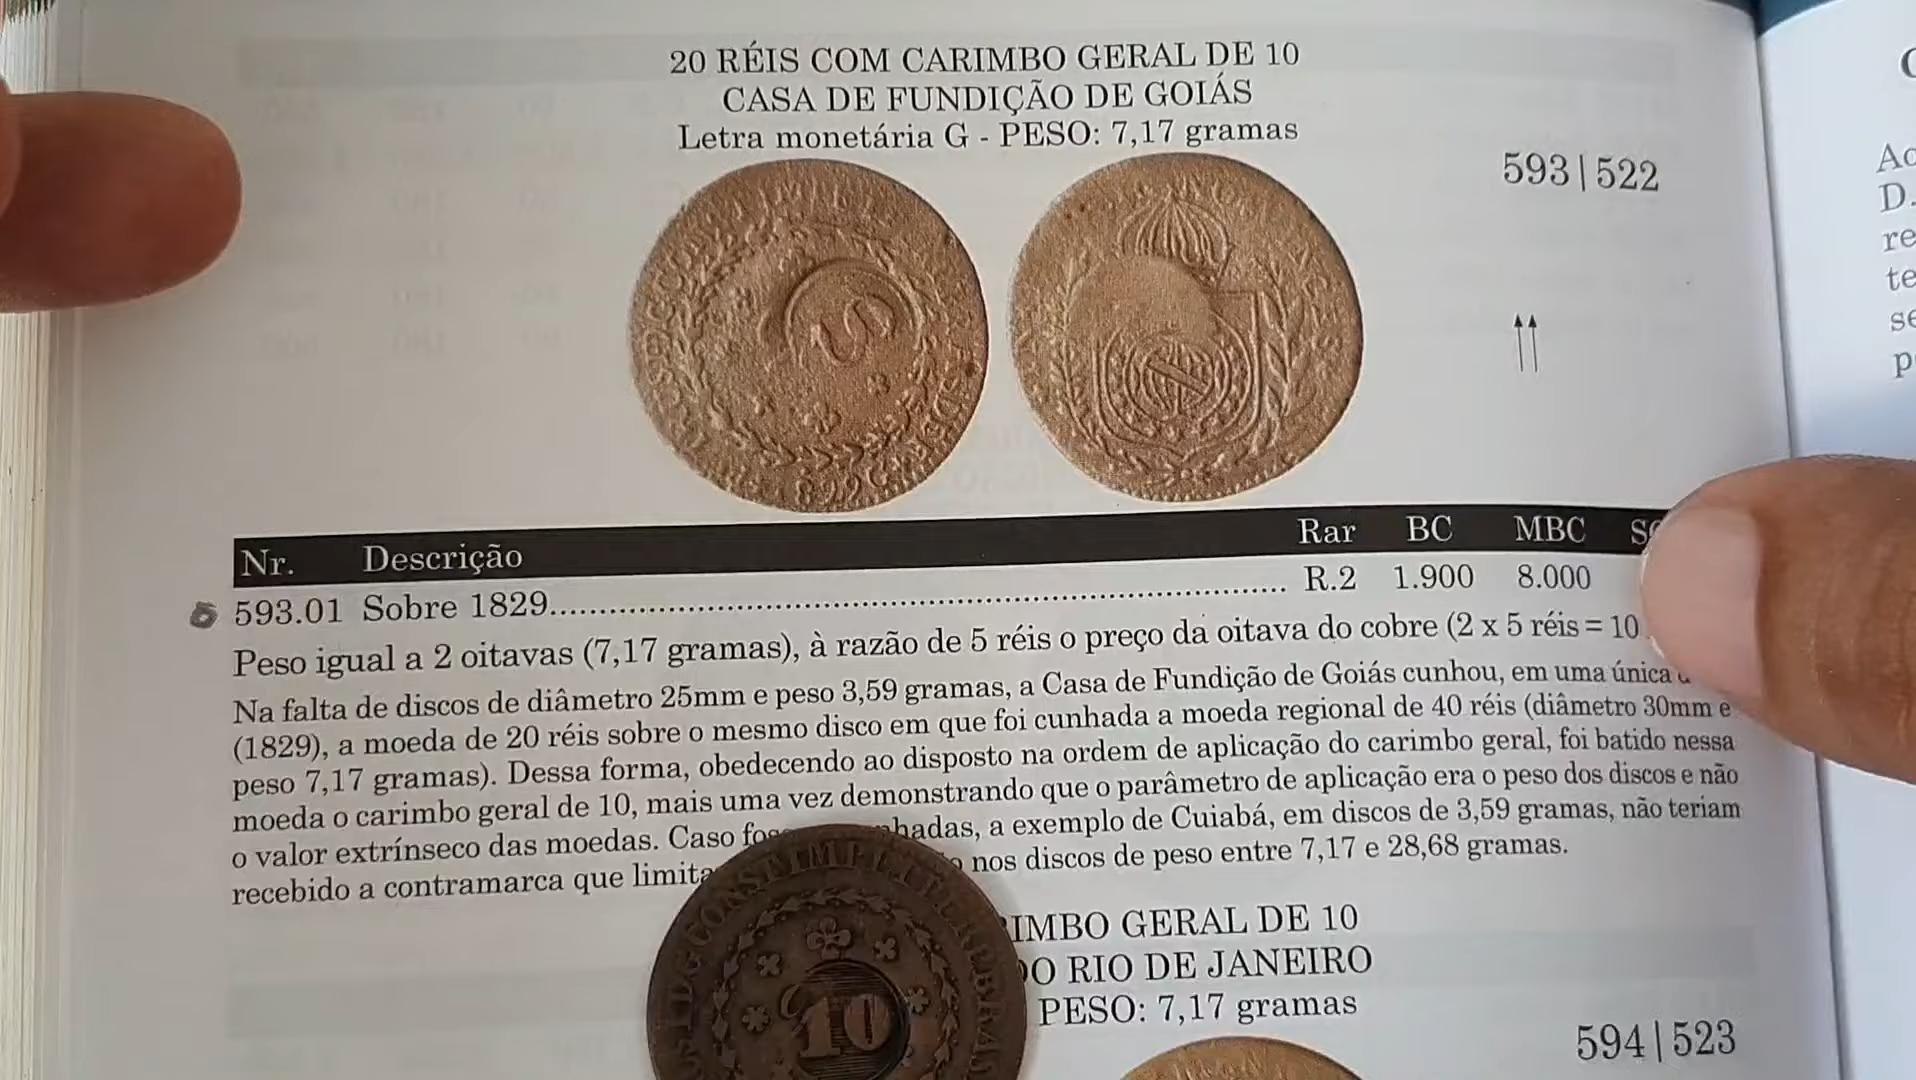 20 RÉIS COM CARIMBO GERAL DE 10
CASA DE FUNDIÇÃO DE GOIÁS
Letra monetária G - PESO: 7,17 gramas
593|522
Nr. Descrição Rar BC MBC
593.01 Sobre 1829 R.2 1.900 8.000
Peso igual a 2 oitavas (7,17 gramas), à razão de 5 réis o preço da oitava do cobre (2 x 5 réis = 10
Na falta de discos de diâmetro 25mm e peso 3,59 gramas, a Casa de Fundição de Goiás cunhou, em uma única
(1829), a moeda de 20 réis sobre o mesmo disco em que foi cunhada a moeda regional de 40 réis (diâmetro 30mm e
peso 7,17 gramas). Dessa forma, obedecendo ao disposto na ordem de aplicação do carimbo geral, foi batido nessa
moeda o carimbo geral de 10, mais uma vez demonstrando que o parâmetro de aplicação era o peso dos discos e não
o valor extrínseco das moedas. Caso a exemplo de Cuiabá, em discos de 3,59 gramas, não teriam
recebido a contramarca que nos discos de peso entre 7,17 e 28,68 gramas.
GERAL DE 10
RIO DE JANEIRO
PESO: 7,17 gramas
594|523
10